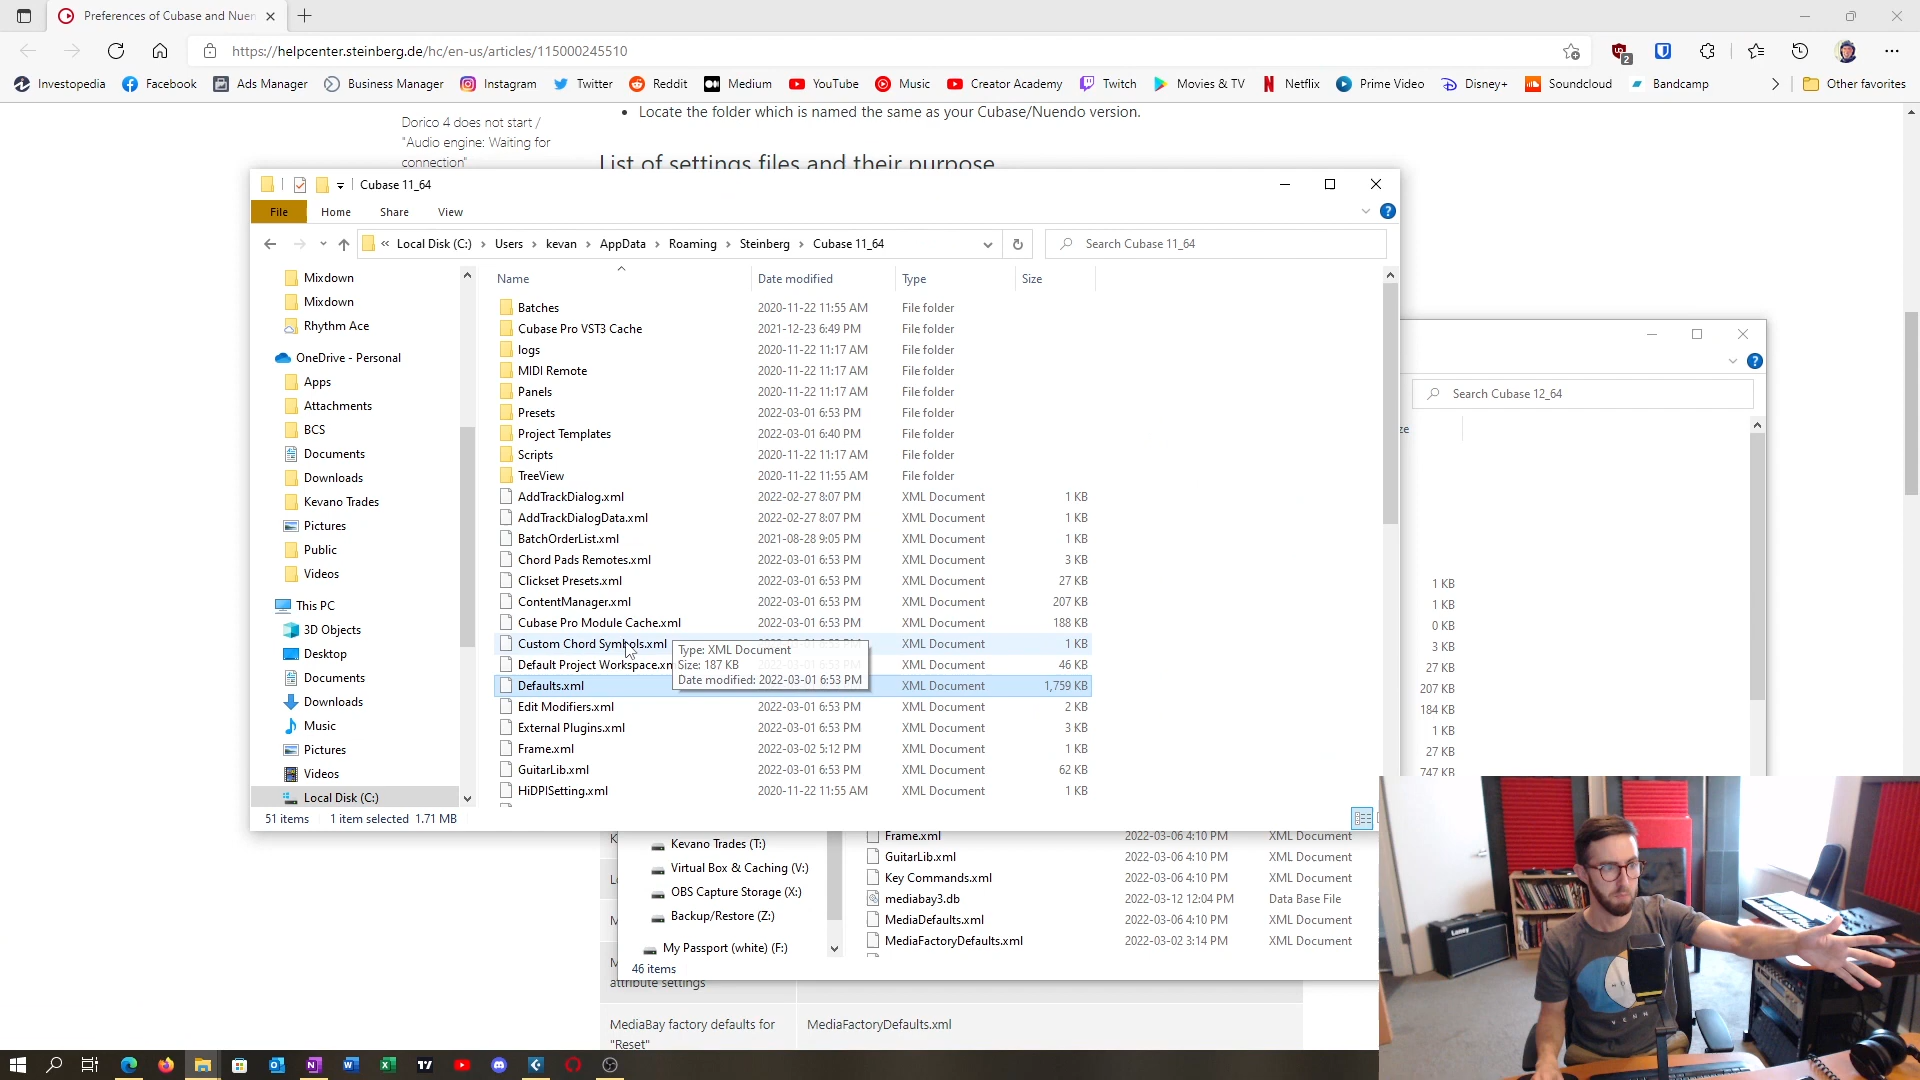 Preferences of Cubase and Nuen
https://helpcenter.steinberg.de/hc/en-us/articles/115000245510
2
Investopedia
Facebook
Ads Manager
Business Manager
Instagram
Twitter
Reddit
Medium
YouTube
Music
Creator Academy
Twitch
Movies & TV
Netflix
Prime Video
Disney+
Soundcloud
Bandcamp
Other favorites
Dorico 4 does not start /
"Audio engine: Waiting for
connection"
• Locate the folder which is named the same as your Cubase/Nuendo version.
List of settings files and their purpose
Cubase 11_64
File Home Share View
« Local Disk (C:) › Users › kevan › AppData › Roaming › Steinberg › Cubase 11_64
Search Cubase 11_64
Mixdown
Mixdown
Rhythm Ace
OneDrive - Personal
Apps
Attachments
BCS
Documents
Downloads
Kevano Trades
Pictures
Public
Videos
This PC
3D Objects
Desktop
Documents
Downloads
Music
Pictures
Videos
Local Disk (C:)
Name Date modified Type Size
Batches 2020-11-22 11:55 AM File folder
Cubase Pro VST3 Cache 2021-12-23 6:49 PM File folder
logs 2020-11-22 11:17 AM File folder
MIDI Remote 2020-11-22 11:17 AM File folder
Panels 2020-11-22 11:17 AM File folder
Presets 2022-03-01 6:53 PM File folder
Project Templates 2022-03-01 6:40 PM File folder
Scripts 2020-11-22 11:17 AM File folder
TreeView 2020-11-22 11:55 AM File folder
AddTrackDialog.xml 2022-02-27 8:07 PM XML Document 1 KB
AddTrackDialogData.xml 2022-02-27 8:07 PM XML Document 1 KB
BatchOrderList.xml 2021-08-28 9:05 PM XML Document 1 KB
Chord Pads Remotes.xml 2022-03-01 6:53 PM XML Document 3 KB
Clickset Presets.xml 2022-03-01 6:53 PM XML Document 27 KB
ContentManager.xml 2022-03-01 6:53 PM XML Document 207 KB
Cubase Pro Module Cache.xml 2022-03-01 6:53 PM XML Document 188 KB
Custom Chord Symbols.xml XML Document 1 KB
Default Project Workspace.xm XML Document 46 KB
Defaults.xml XML Document 1,759 KB
Type: XML Document
Size: 187 KB
Date modified: 2022-03-01 6:53 PM
Edit Modifiers.xml 2022-03-01 6:53 PM XML Document 2 KB
External Plugins.xml 2022-03-01 6:53 PM XML Document 3 KB
Frame.xml 2022-03-02 5:12 PM XML Document 1 KB
GuitarLib.xml 2022-03-01 6:53 PM XML Document 62 KB
HiDPISetting.xml 2020-11-22 11:55 AM XML Document 1 KB
51 items 1 item selected 1.71 MB
Search Cubase 12_64
ze
1 KB
1 KB
0 KB
3 KB
27 KB
207 KB
184 KB
1 KB
27 KB
747 KB
Kevano Trades (T:)
Virtual Box & Caching (V:)
OBS Capture Storage (X:)
Backup/Restore (Z:)
My Passport (white) (F:)
Frame.xml 2022-03-06 4:10 PM XML Document
GuitarLib.xml 2022-03-06 4:10 PM XML Document
Key Commands.xml 2022-03-06 4:10 PM XML Document
mediabay3.db 2022-03-12 12:04 PM Data Base File
MediaDefaults.xml 2022-03-06 4:10 PM XML Document
MediaFactoryDefaults.xml 2022-03-02 3:14 PM XML Document
46 items
attribute settings
MediaBay factory defaults for
"Reset"
MediaFactoryDefaults.xml
Laney